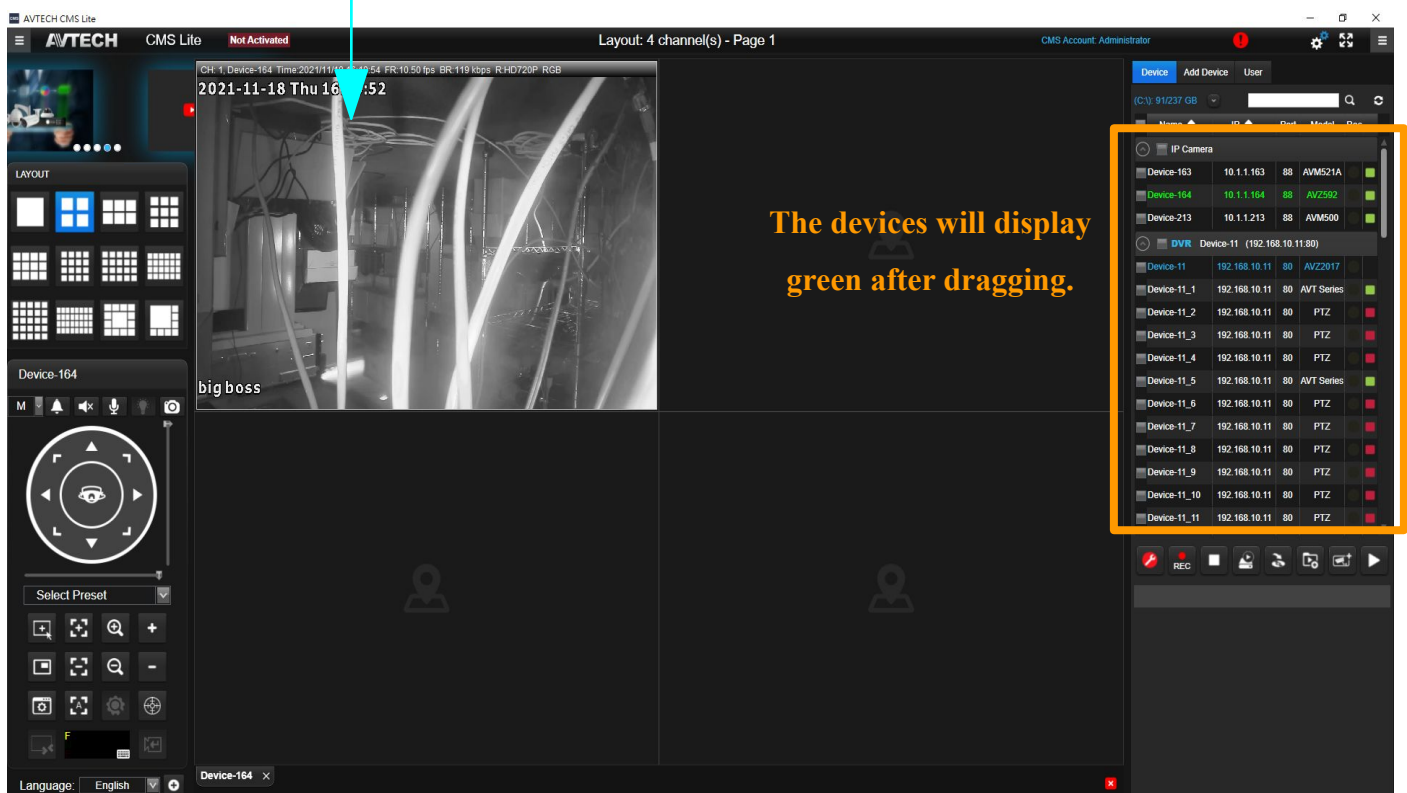 AVTECH CMS Lite
AVTECH CMS Lite Not Activated Layout: 4 channel(s) - Page 1 CMS Account: Administrator
Device Add Device User
(C:\): 91/237 GB
Name IP Port Model Rec
IP Camera
Device-163 10.1.1.163 88 AVM521A
Device-164 10.1.1.164 88 AVZ592
Device-213 10.1.1.213 88 AVM500
DVR Device-11 (192.168.10.11:80)
Device-11 192.168.10.11 80 AVZ2017
Device-11_1 192.168.10.11 80 AVT Series
Device-11_2 192.168.10.11 80 PTZ
Device-11_3 192.168.10.11 80 PTZ
Device-11_4 192.168.10.11 80 PTZ
Device-11_5 192.168.10.11 80 AVT Series
Device-11_6 192.168.10.11 80 PTZ
Device-11_7 192.168.10.11 80 PTZ
Device-11_8 192.168.10.11 80 PTZ
Device-11_9 192.168.10.11 80 PTZ
Device-11_10 192.168.10.11 80 PTZ
Device-11_11 192.168.10.11 80 PTZ
REC
CH: 1, Device-164 Time:2021/11/ FR:10.50 fps BR:119 kbps R:HD720P RGB
2021-11-18 Thu 16 :52
big boss
The devices will display
green after dragging.
LAYOUT
Device-164
M
Select Preset
A
F
Language: English
Device-164